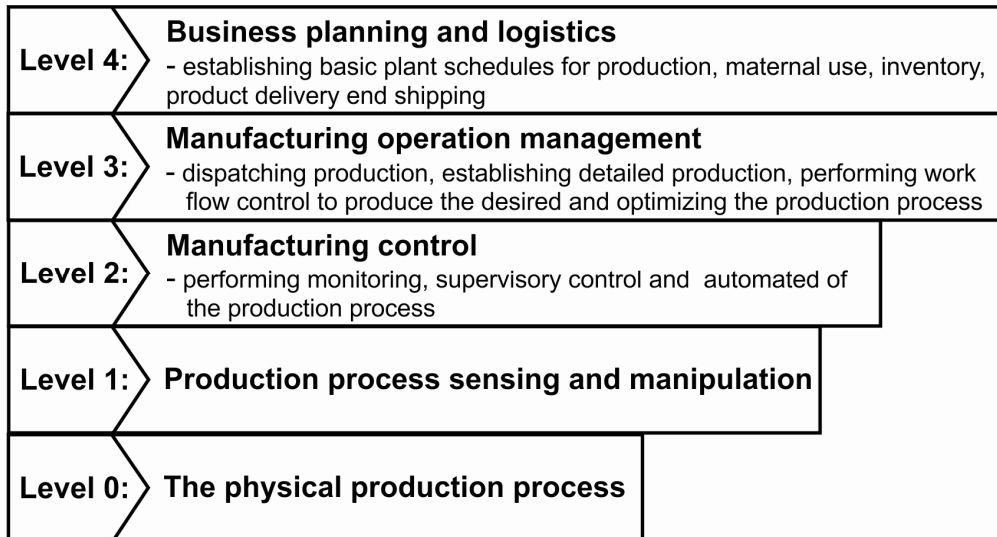 Level 4:
Business planning and logistics
- establishing basic plant schedules for production, maternal use, inventory,
product delivery end shipping
Level 3:
Manufacturing operation management
- dispatching production, establishing detailed production, performing work
flow control to produce the desired and optimizing the production process
Level 2:
Manufacturing control
- performing monitoring, supervisory control and automated of
the production process
Level 1:
Production process sensing and manipulation
Level 0:
The physical production process